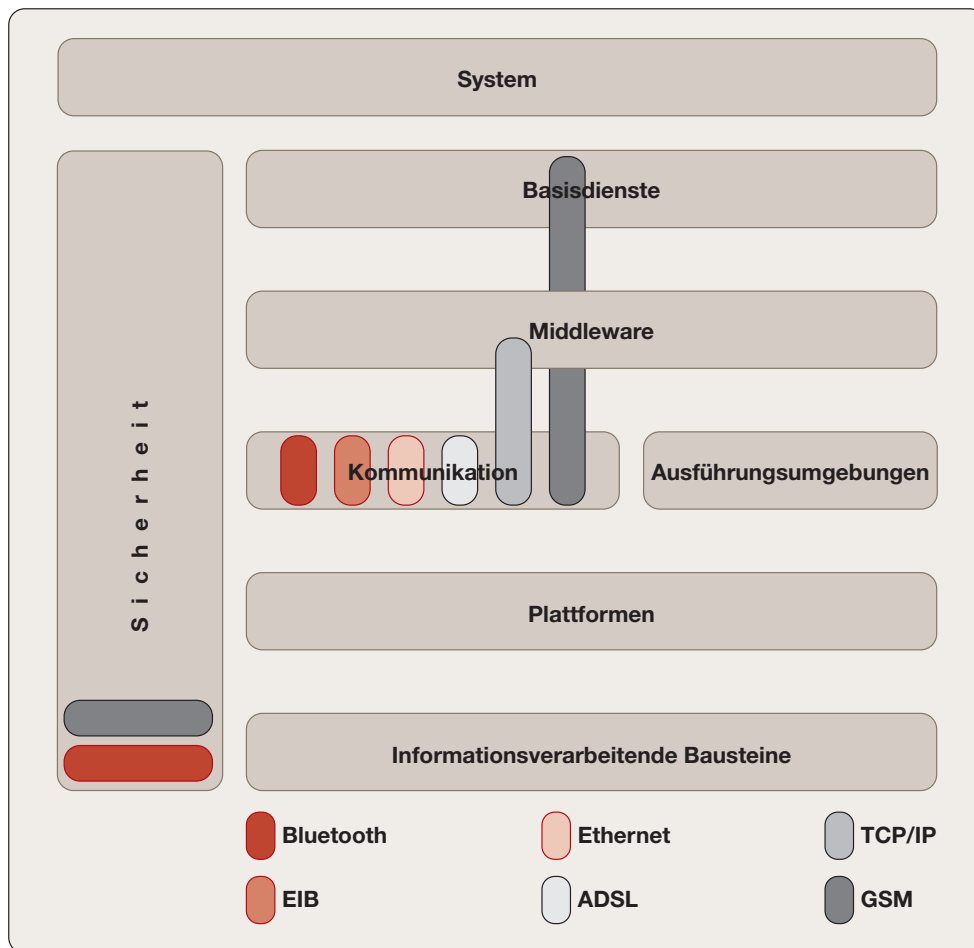 System
Basisdienste
Middleware
Sicherheit
Kommunikation
Ausführungsumgebungen
Plattformen
Informationsverarbeitende Bausteine
Bluetooth
Ethernet
TCP/IP
EIB
ADSL
GSM